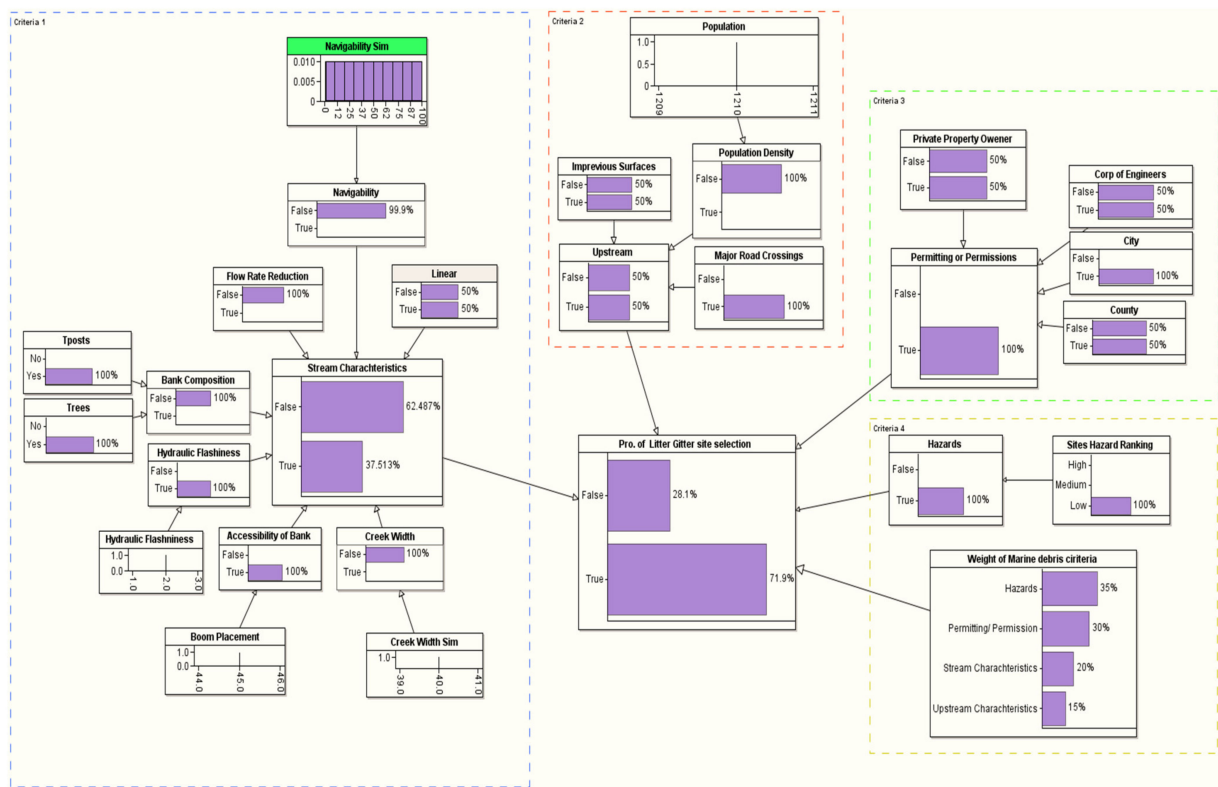 Criteria 1
Navigability Sim
0.010
0.005
0
0 12 25 37 50 62 75 87 100
Navigability
False 99.9%
True
Flow Rate Reduction
False 100%
True
Linear
False 50%
True 50%
Tposts
No
Yes 100%
Trees
No
Yes 100%
Bank Composition
False 100%
True
Hydraulic Flashiness
False
True 100%
Stream Charachteristics
False 62.487%
True 37.513%
Hydraulic Flashniness
1.0
0.0
1.0 2.0 3.0
Accessibility of Bank
False
True 100%
Creek Width
False 100%
True
Boom Placement
1.0
0.0
44.0 45.0 46.0
Creek Width Sim
1.0
39.0 40.0 41.0
Criteria 2
Population
1.0
0.5
0
1209 1210 1211
Imprevious Surfaces
False 50%
True 50%
Population Density
False 100%
True
Upstream
False 50%
True 50%
Major Road Crossings
False
True 100%
Criteria 3
Private Property Owener
False 50%
True 50%
Corp of Engineers
False 50%
True 50%
City
False
True 100%
County
False 50%
True 50%
Permitting or Permissions
False
True 100%
Pro. of Litter Gitter site selection
False 28.1%
True 71.9%
Criteria 4
Hazards
False
True 100%
Sites Hazard Ranking
High
Medium
Low 100%
Weight of Marine debris ciriteria
Hazards 35%
Permitting/ Permission 30%
Stream Charachteristics 20%
Upstream Charachteristics 15%